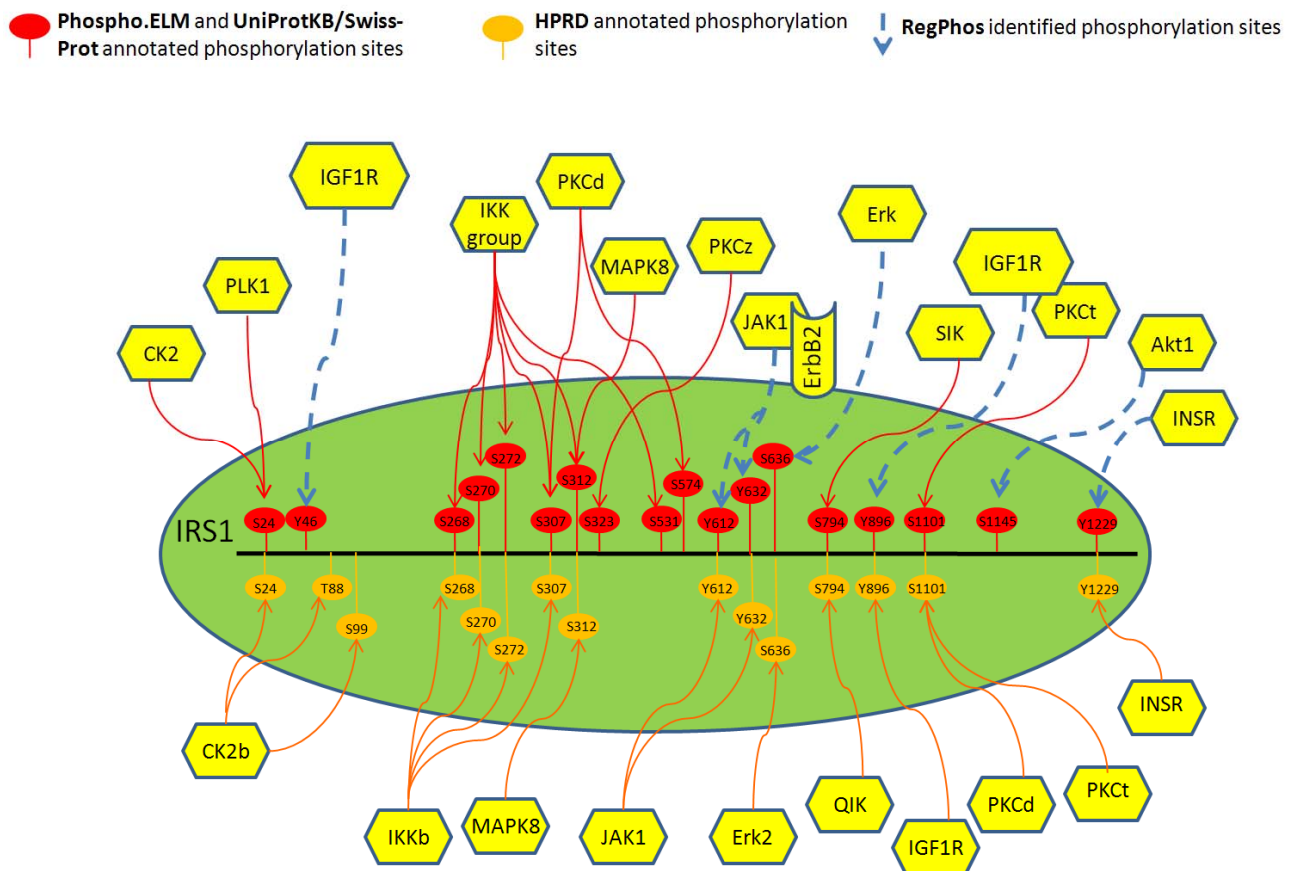 Phospho.ELM and UniProtKB/Swiss-
Prot annotated phosphorylation sites
HPRD annotated phosphorylation
sites
RegPhos identified phosphorylation sites
IGF1R
IKK
group
PKCd
MAPK8
PKCz
Erk
IGF1R
PKCt
PLK1
CK2
JAK1
ErbB2
SIK
Akt1
INSR
IRS1
S24
Y46
S268
S270
S272
S307
S312
S323
S531
S574
Y612
Y632
S636
S794
Y896
S1101
S1145
Y1229
S24
T88
S99
S268
S270
S272
S307
S312
Y612
Y632
S636
S794
Y896
S1101
Y1229
CK2b
IKKb
MAPK8
JAK1
Erk2
QIK
IGF1R
PKCd
PKCt
INSR